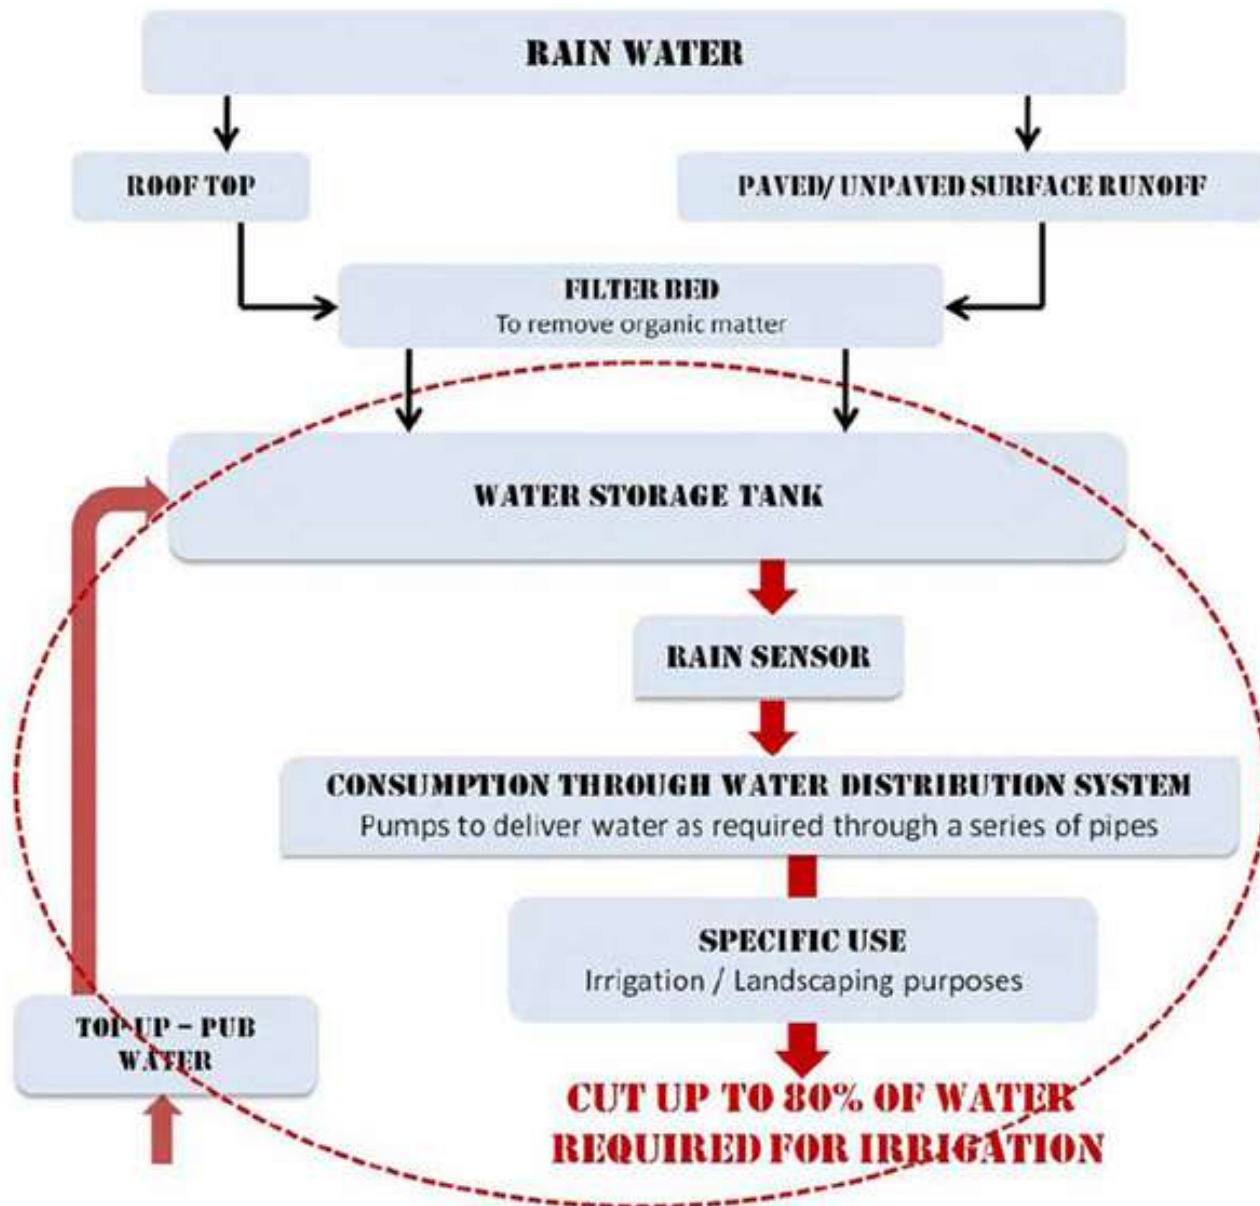 RAIN WATER
ROOF TOP
PAVED/ UNPAVED SURFACE RUNOFF
FILTER BED
To remove organic matter
WATER STORAGE TANK
RAIN SENSOR
CONSUMPTION THROUGH WATER DISTRIBUTION SYSTEM
Pumps to deliver water as required through a series of pipes
SPECIFIC USE
Irrigation / Landscaping purposes
TOP UP – PUB
WATER
CUT UP TO 80% OF WATER
REQUIRED FOR IRRIGATION